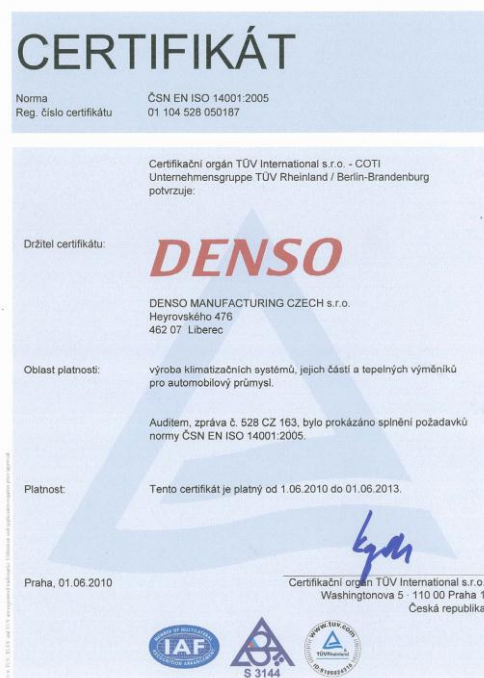 CERTIFIKÁT
Norma ČSN EN ISO 14001:2005
Reg. číslo certifikátu 01 104 528 050187
Certifikační orgán TÜV International s.r.o. - COTI
Unternehmensgruppe TÜV Rheinland / Berlin-Brandenburg
potvrzuje:
Držitel certifikátu:
DENSO
DENSO MANUFACTURING CZECH s.r.o.
Heyrovského 476
462 07 Liberec
Oblast platnosti: výroba klimatizačních systémů, jejich částí a tepelných výměníků
pro automobilový průmysl.
Auditem, zpráva č. 528 CZ 163, bylo prokázáno splnění požadavků
normy ČSN EN ISO 14001:2005.
Platnost: Tento certifikát je platný od 1.06.2010 do 01.06.2013.
Praha, 01.06.2010
Certifikační orgán TÜV International s.r.o.
Washingtonova 5 · 110 00 Praha 1
Česká republika
MEMBER OF MULTILATERAL
IAF
RECOGNITION ARRANGEMENT
S 3144
www.tuv.com
TÜVRheinland